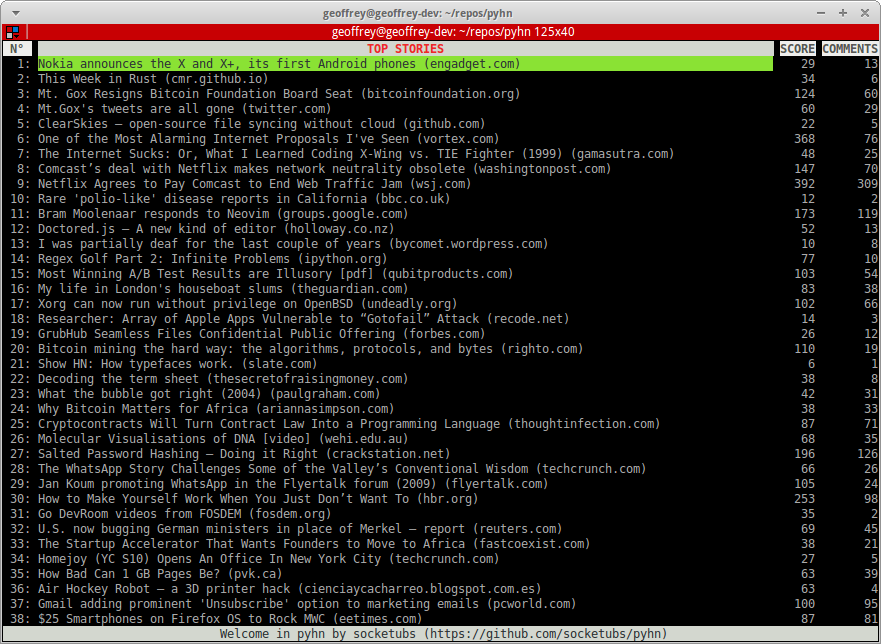 geoffrey@geoffrey-dev: ~/repos/pyhn
geoffrey@geoffrey-dev: ~/repos/pyhn 125x40
N° TOP STORIES SCORE COMMENTS
1: Nokia announces the X and X+, its first Android phones (engadget.com) 29 13
2: This Week in Rust (cmr.github.io) 34 6
3: Mt. Gox Resigns Bitcoin Foundation Board Seat (bitcoinfoundation.org) 124 60
4: Mt.Gox's tweets are all gone (twitter.com) 60 29
5: ClearSkies – open-source file syncing without cloud (github.com) 22 5
6: One of the Most Alarming Internet Proposals I've Seen (vortex.com) 368 76
7: The Internet Sucks: Or, What I Learned Coding X-Wing vs. TIE Fighter (1999) (gamasutra.com) 48 25
8: Comcast’s deal with Netflix makes network neutrality obsolete (washingtonpost.com) 147 70
9: Netflix Agrees to Pay Comcast to End Web Traffic Jam (wsj.com) 392 309
10: Rare 'polio-like' disease reports in California (bbc.co.uk) 12 2
11: Bram Moolenaar responds to Neovim (groups.google.com) 173 119
12: Doctored.js – A new kind of editor (holloway.co.nz) 52 13
13: I was partially deaf for the last couple of years (bycomet.wordpress.com) 10 8
14: Regex Golf Part 2: Infinite Problems (ipython.org) 77 10
15: Most Winning A/B Test Results are Illusory [pdf] (qubitproducts.com) 103 54
16: My life in London's houseboat slums (theguardian.com) 83 38
17: Xorg can now run without privilege on OpenBSD (undeadly.org) 102 66
18: Researcher: Array of Apple Apps Vulnerable to “Gotofail” Attack (recode.net) 14 3
19: GrubHub Seamless Files Confidential Public Offering (forbes.com) 26 12
20: Bitcoin mining the hard way: the algorithms, protocols, and bytes (righto.com) 110 19
21: Show HN: How typefaces work. (slate.com) 6 1
22: Decoding the term sheet (thesecretofraisingmoney.com) 38 8
23: What the bubble got right (2004) (paulgraham.com) 42 31
24: Why Bitcoin Matters for Africa (ariannasimpson.com) 38 33
25: Cryptocontracts Will Turn Contract Law Into a Programming Language (thoughtinfection.com) 87 71
26: Molecular Visualisations of DNA [video] (wehi.edu.au) 68 35
27: Salted Password Hashing – Doing it Right (crackstation.net) 196 126
28: The WhatsApp Story Challenges Some of the Valley’s Conventional Wisdom (techcrunch.com) 66 26
29: Jan Koum promoting WhatsApp in the Flyertalk forum (2009) (flyertalk.com) 105 24
30: How to Make Yourself Work When You Just Don’t Want To (hbr.org) 253 98
31: Go DevRoom videos from FOSDEM (fosdem.org) 35 2
32: U.S. now bugging German ministers in place of Merkel – report (reuters.com) 69 45
33: The Startup Accelerator That Wants Founders to Move to Africa (fastcoexist.com) 38 21
34: Homejoy (YC S10) Opens An Office In New York City (techcrunch.com) 27 5
35: How Bad Can 1 GB Pages Be? (pvk.ca) 63 39
36: Air Hockey Robot – a 3D printer hack (cienciaycacharreo.blogspot.com.es) 63 4
37: Gmail adding prominent 'Unsubscribe' option to marketing emails (pcworld.com) 100 95
38: $25 Smartphones on Firefox OS to Rock MWC (eetimes.com) 87 81
Welcome in pyhn by socketubs (https://github.com/socketubs/pyhn)